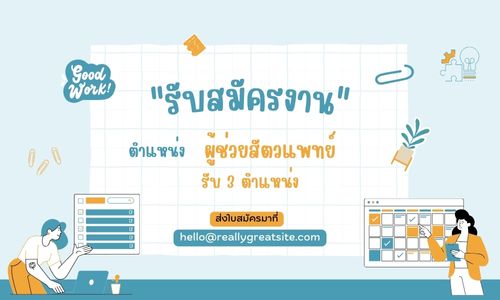 Good
Work!
"รับสมัครงาน"
ตำแหน่ง ผู้ช่วยสัตวแพทย์
รับ 3 ตำแหน่ง
ส่งใบสมัครมาที่
hello@reallygreatsite.com